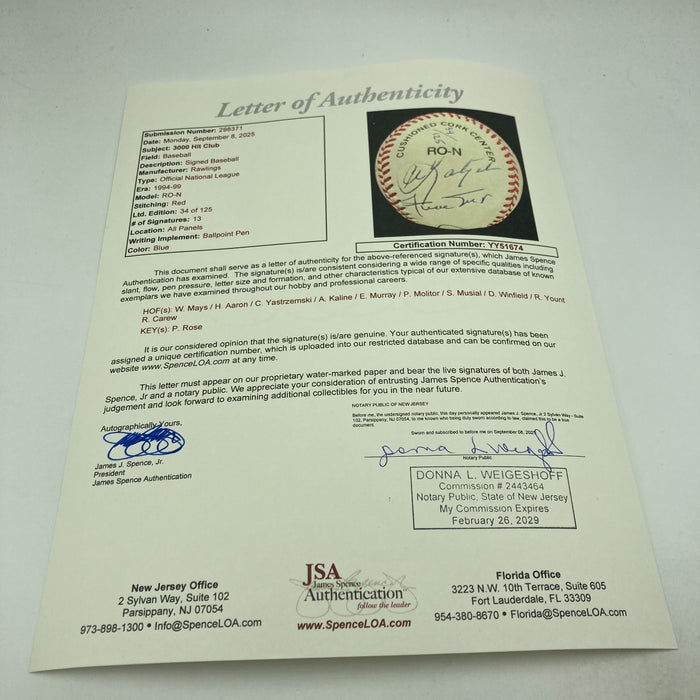 Letter of Authenticity
Submission Number: 286371
Date: Monday, September 8, 2025
Subject: 3000 Hit Club
Field: Baseball
Description: Signed Baseball
Manufacturer: Rawlings
Type: Official National League
Era: 1994-99
Model: RO-N
Stitching: Red
Ltd. Edition: 34 of 125
# of Signatures: 13
Location: All Panels
Writing Implement: Ballpoint Pen
Color: Blue
CUSHIONED CORK CENTER
RO-N
Certification Number: YY51674
This document shall serve as a letter of authenticity for the above-referenced signature(s), which James Spence
Authentication has examined. The signature(s) is/are consistent considering a wide range of specific qualities including
slant, flow, pen pressure, letter size and formation, and other characteristics typical of our extensive database of known
exemplars we have examined throughout our hobby and professional careers.
HOF(s): W. Mays / H. Aaron / C. Yastrzemski / A. Kaline / E. Murray / P. Molitor / S. Musial / D. Winfield / R. Yount
R. Carew
KEY(s): P. Rose
It is our considered opinion that the signature(s) is/are genuine. Your authenticated signature(s) has been
assigned a unique certification number, which is uploaded into our restricted database and can be confirmed on our
website www.SpenceLOA.com at any time.
This letter must appear on our proprietary water-marked paper and bear the live signatures of both James J.
Spence, Jr and a notary public. We appreciate your consideration of entrusting James Spence Authentication's
judgement and look forward to examining additional collectibles for you in the near future.
NOTARY PUBLIC OF NEW JERSEY
Before me, the undersigned notary public, this day personally appeared James J. Spence, Jr 2 Sylvan Way - Suite
102, Parsippany, NJ 07054, to me known who being duly sworn according to law, claimed this to be a true
document.
Sworn and subscribed to before me on September 08, 2025
Autographically Yours,
James J. Spence, Jr.
President
James Spence Authentication
Donna L Weigeshoff
Notary Public
DONNA L. WEIGESHOFF
Commission # 2443464
Notary Public, State of New Jersey
My Commission Expires
February 26, 2029
New Jersey Office
2 Sylvan Way, Suite 102
Parsippany, NJ 07054
973-898-1300 • Info@SpenceLOA.com
JSA
James Spence
Authentication
follow the leader
www.SpenceLOA.com
Florida Office
3223 N.W. 10th Terrace, Suite 605
Fort Lauderdale, FL 33309
954-380-8670 • Florida@SpenceLOA.com